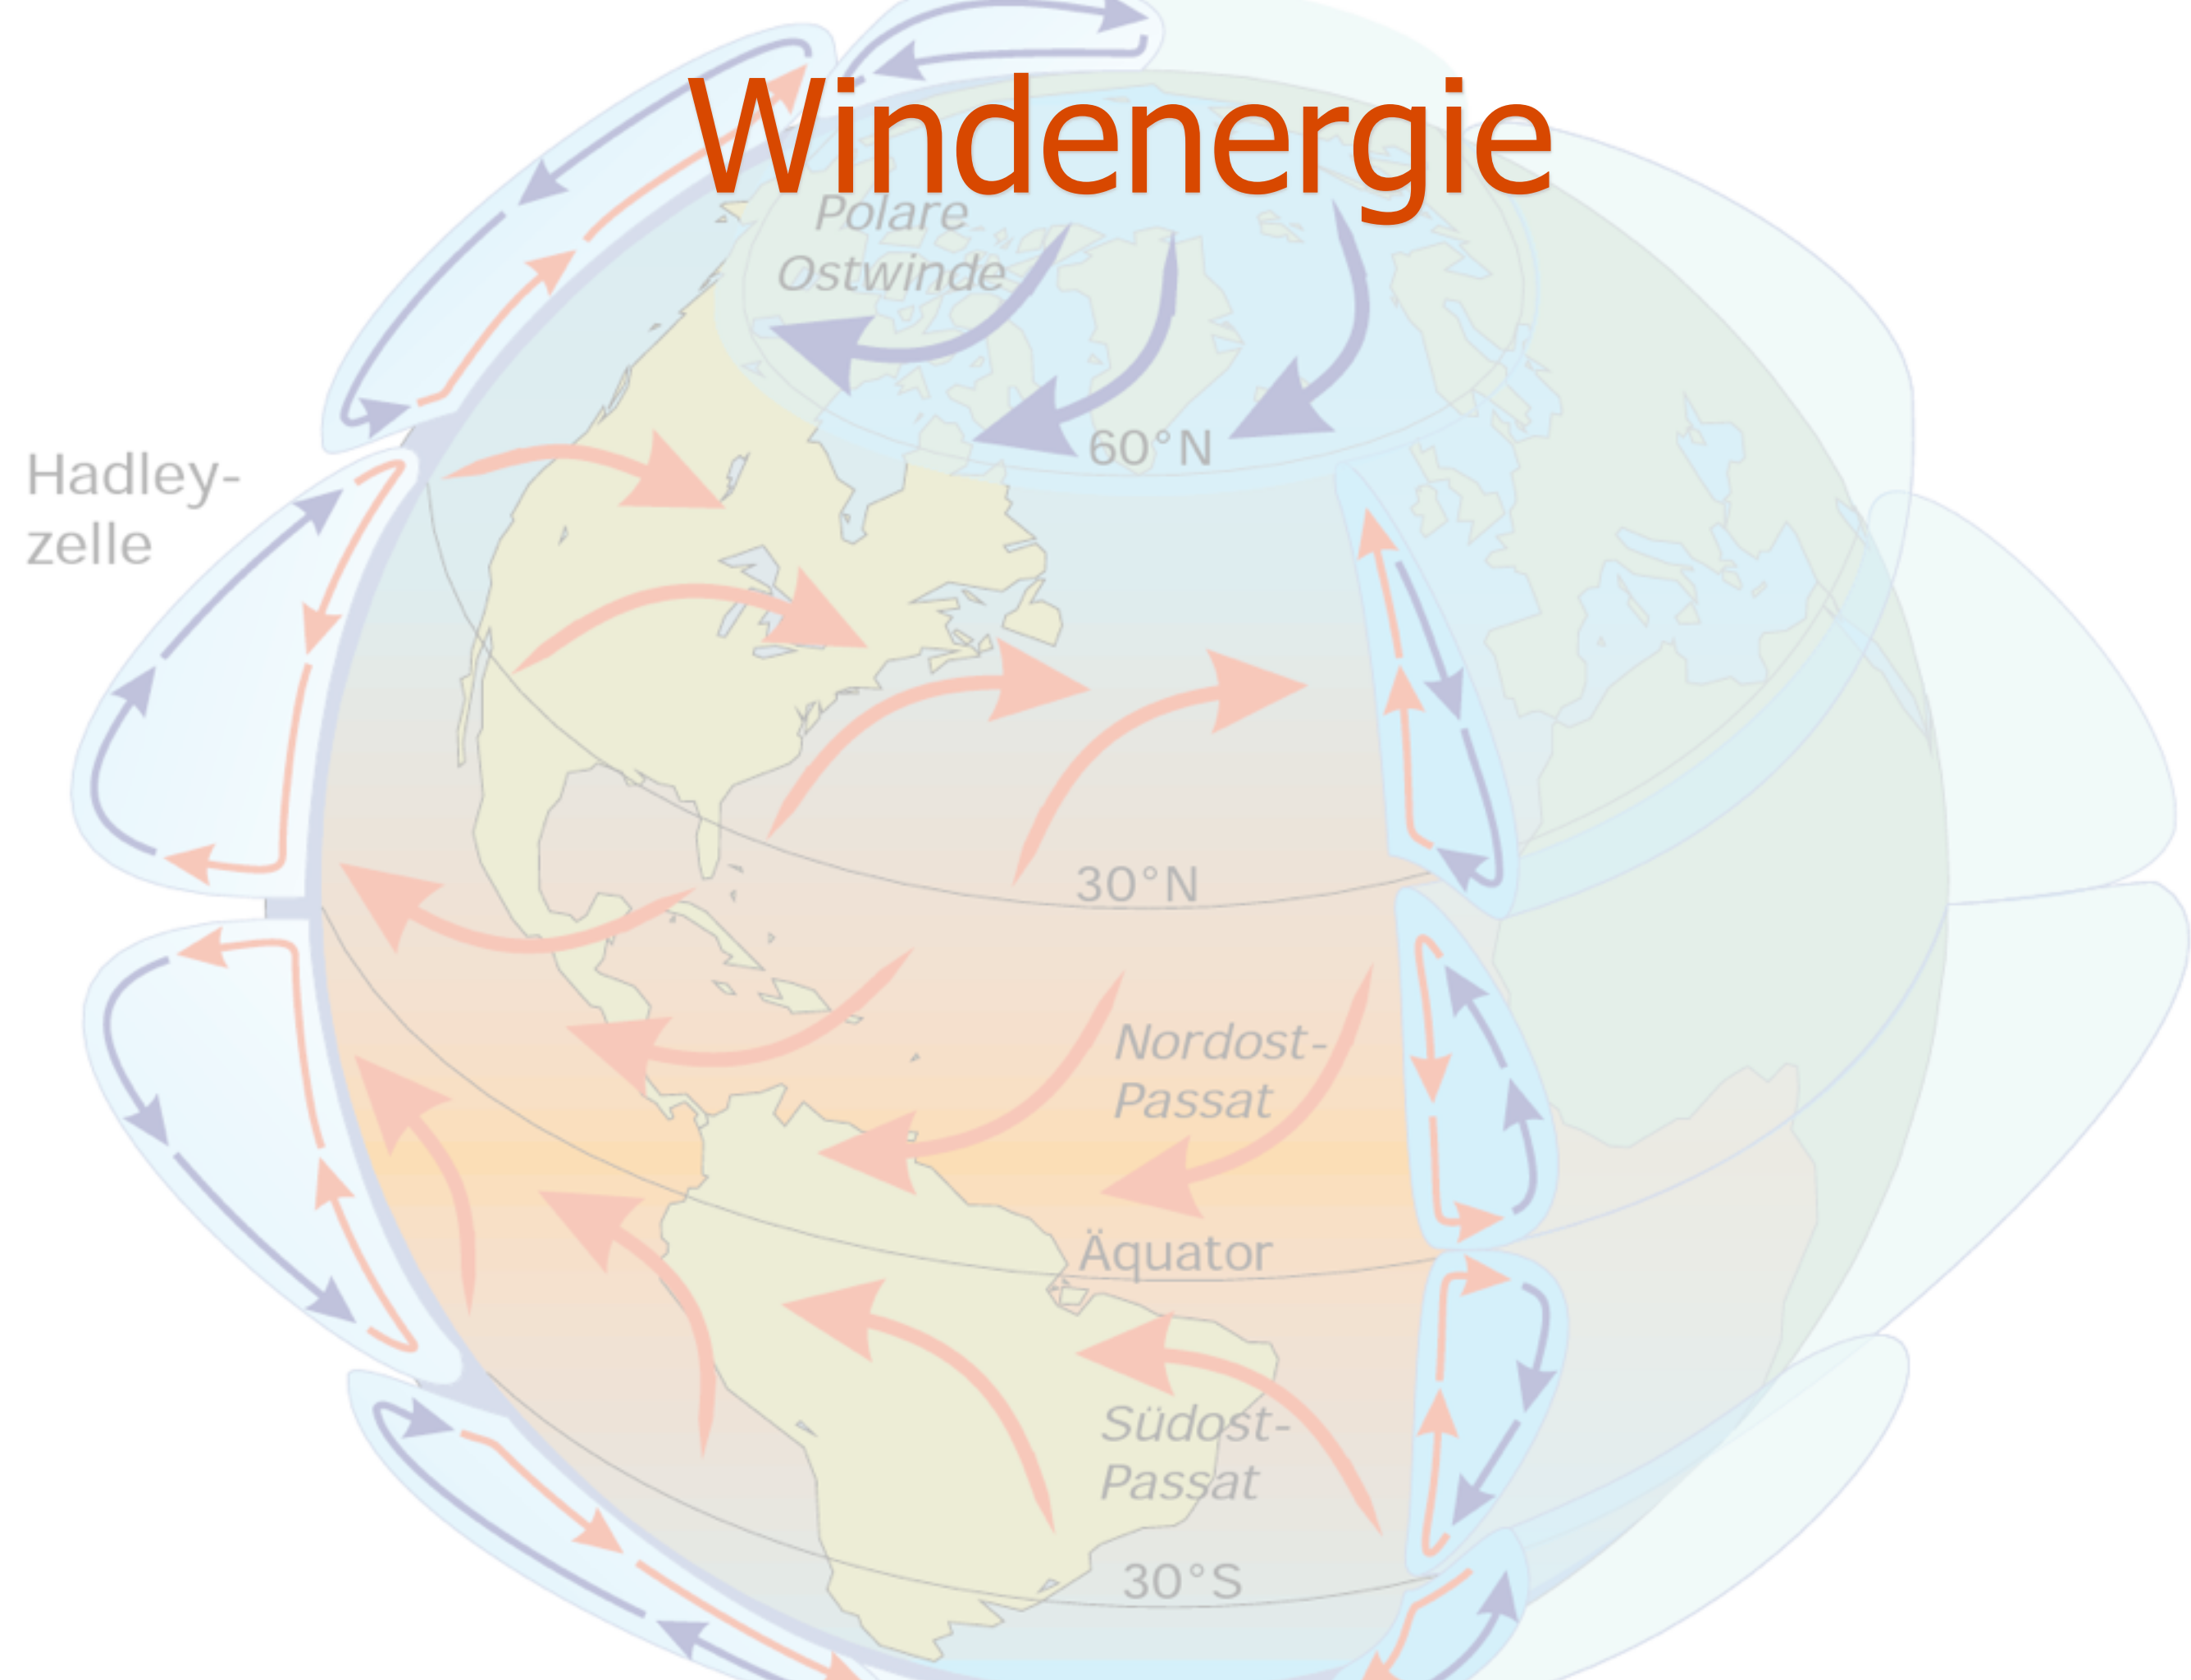 Windenergie
Polare
Ostwinde
60°N
Hadley-
zelle
30°N
Nordost-
Passat
Äquator
Südost-
Passat
30°S